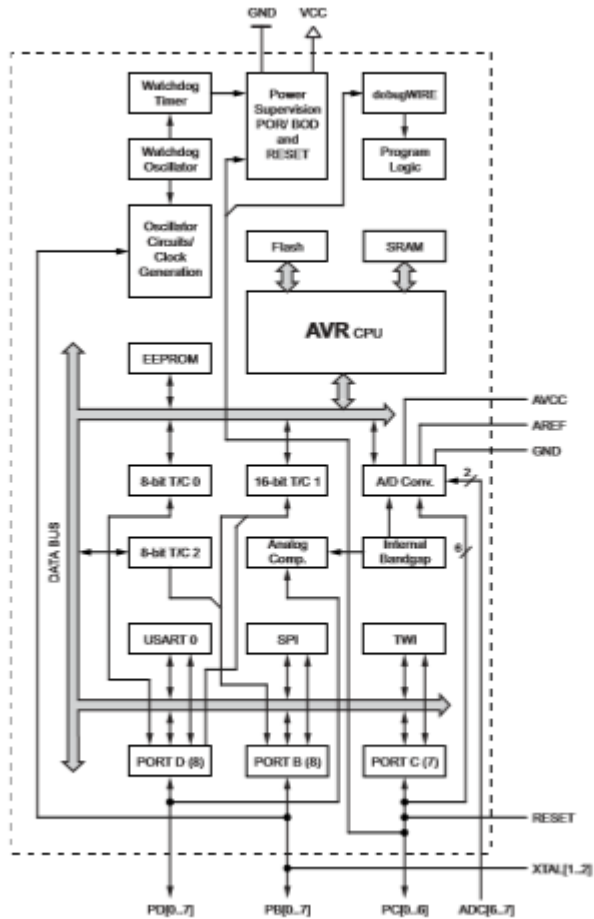 GND VCC
Watchdog
Timer
Power
Supervision
POR/ BOD
and
RESET
debugWIRE
Watchdog
Oscillator
Program
Logic
Oscillator
Circuits/
Clock
Generation
Flash
SRAM
AVR CPU
EEPROM
AVCC
AREF
GND
8-bit T/C 0
16-bit T/C 1
A/D Conv.
2
DATA BUS
8-bit T/C 2
Analog
Comp.
Internal
Bandgap
6
USART 0
SPI
TWI
PORT D (8)
PORT B (8)
PORT C (7)
RESET
XTAL[1..2]
PD[0..7]
PB[0..7]
PC[0..6]
ADC[6..7]